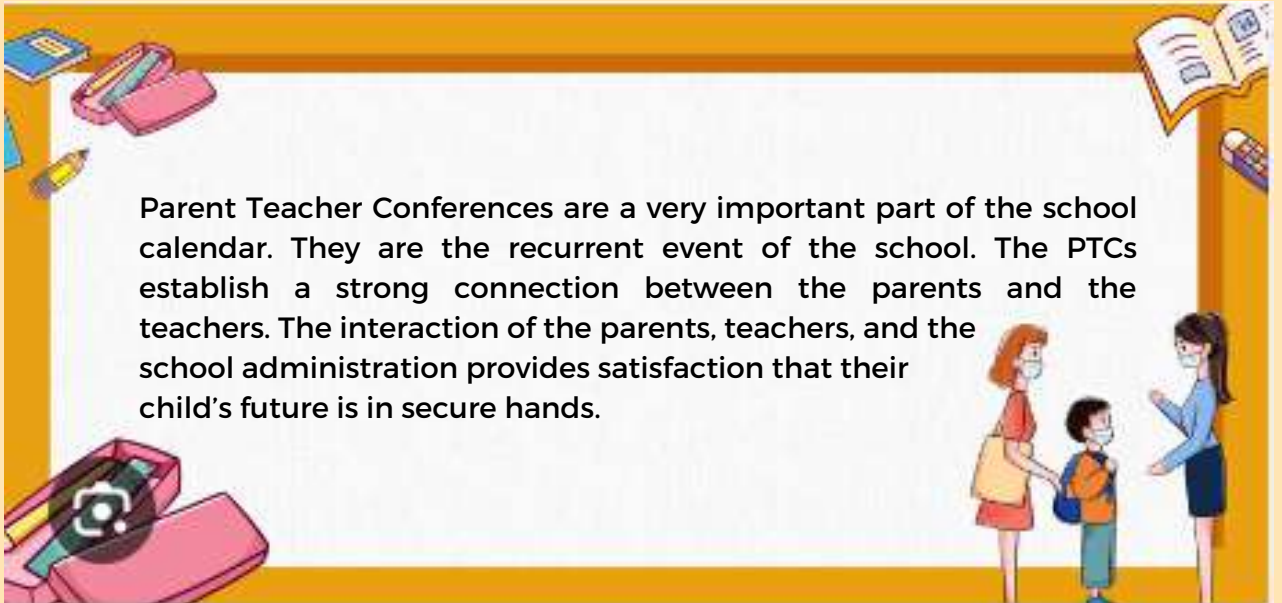 Parent Teacher Conferences are a very important part of the school
calendar. They are the recurrent event of the school. The PTCs
establish a strong connection between the parents and the
teachers. The interaction of the parents, teachers, and the
school administration provides satisfaction that their
child's future is in secure hands.